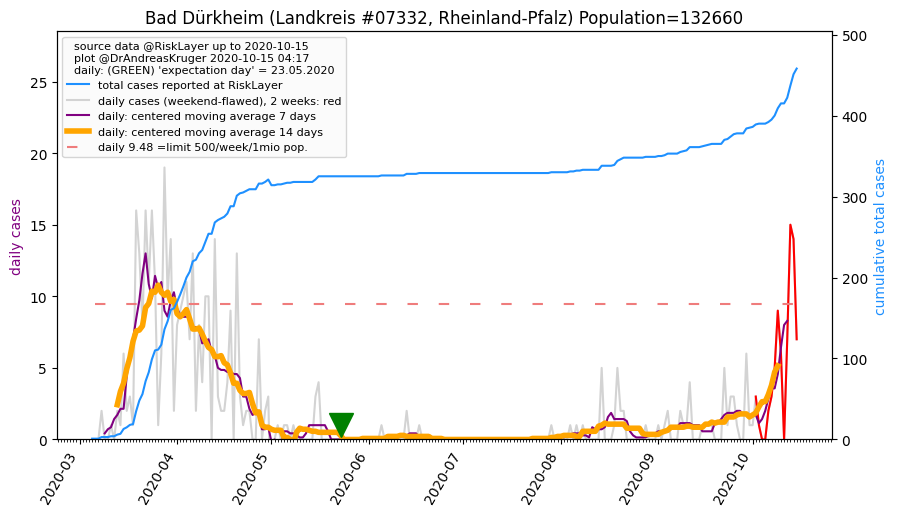 Bad Dürkheim (Landkreis #07332, Rheinland-Pfalz) Population=132660
source data @RiskLayer up to 2020-10-15
plot @DrAndreasKruger 2020-10-15 04:17
daily: (GREEN) 'expectation day' = 23.05.2020
total cases reported at RiskLayer
daily cases (weekend-flawed), 2 weeks: red
daily: centered moving average 7 days
daily: centered moving average 14 days
daily 9.48 =limit 500/week/1mio pop.
daily cases
25
20
15
10
5
0
500
400
300
200
100
0
cumulative total cases
2020-03
2020-04
2020-05
2020-06
2020-07
2020-08
2020-09
2020-10